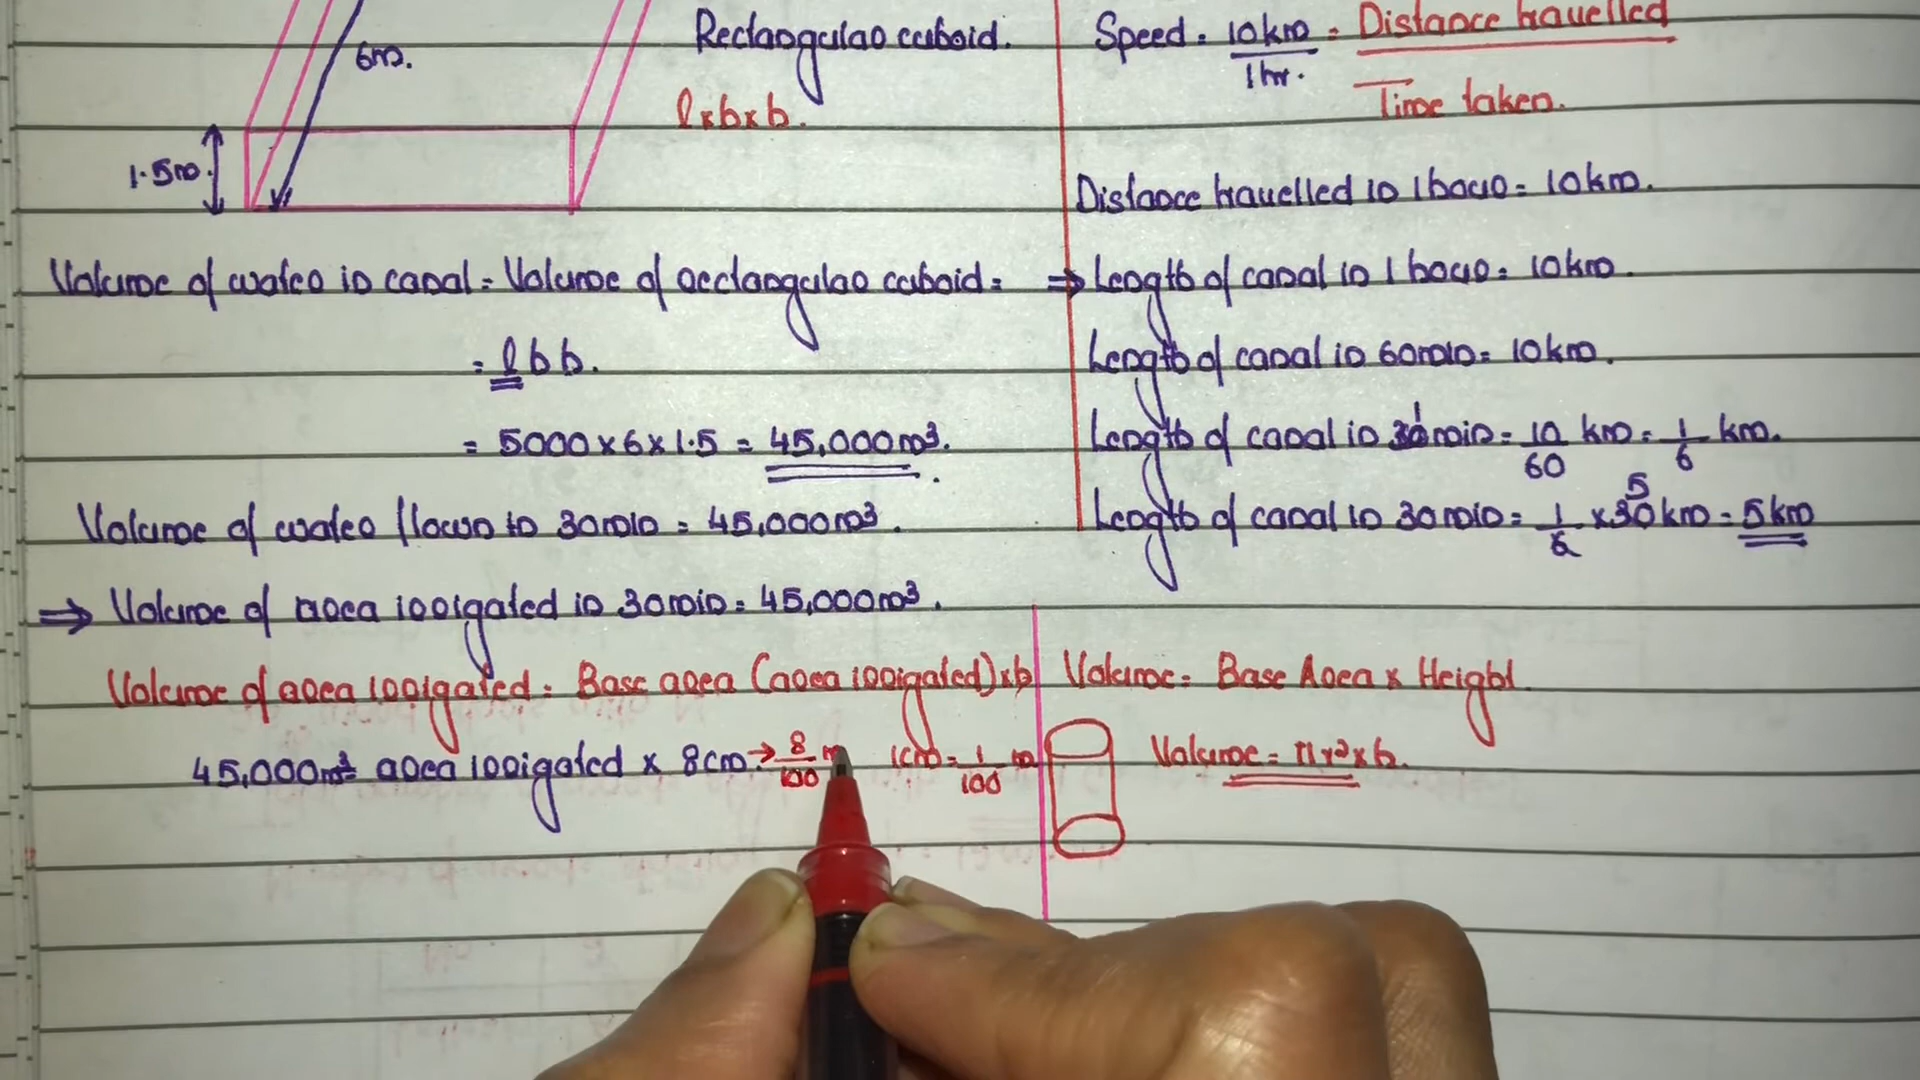 6m.
1.5m.
Rectangular cuboid.
l×b×h.
Volume of water in canal = Volume of rectangular cuboid =
= lbh.
= 5000×6×1.5 = 45,000m³.
Volume of water flown in 30min = 45,000m³.
⇒ Volume of area irrigated in 30min = 45,000m³.
Volume of area irrigated = Base area (area irrigated)×h
45,000m³ = area irrigated × 8cm → 8/100 m 1cm = 1/100 m
Speed = 10km/1hr. = Distance travelled/Time taken.
Distance travelled in 1hour = 10km.
⇒ Length of canal in 1hour = 10km.
Length of canal in 60min = 10km.
Length of canal in 1min = 10/60 km = 1/6 km.
Length of canal in 30min = 1/6 ×30 5 km = 5km
Volume = Base Area × Height.
Volume = πr²×h.